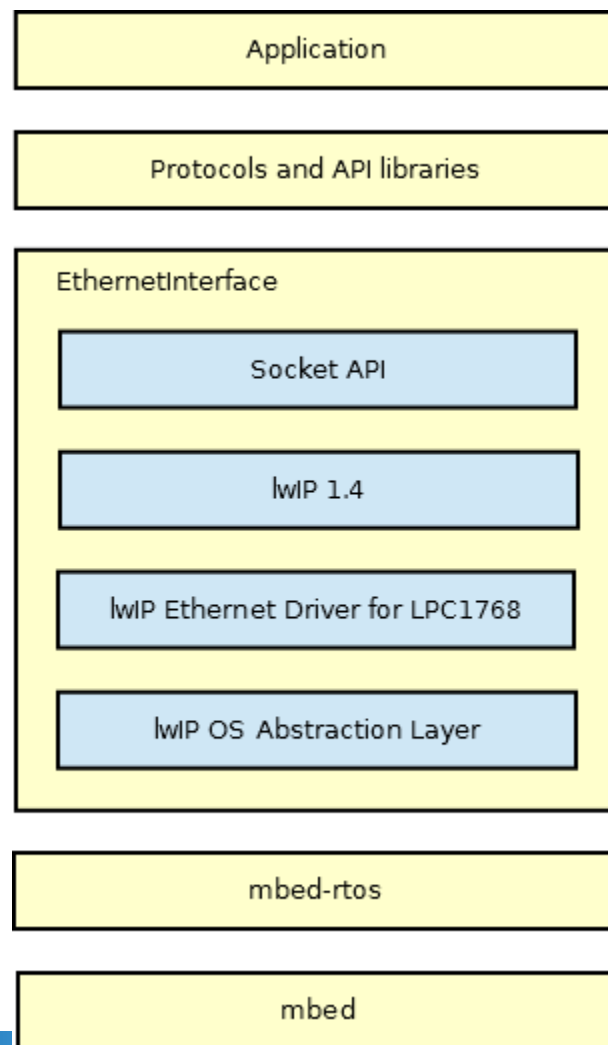 Application
Protocols and API libraries
EthernetInterface
Socket API
lwIP 1.4
lwIP Ethernet Driver for LPC1768
lwIP OS Abstraction Layer
mbed-rtos
mbed